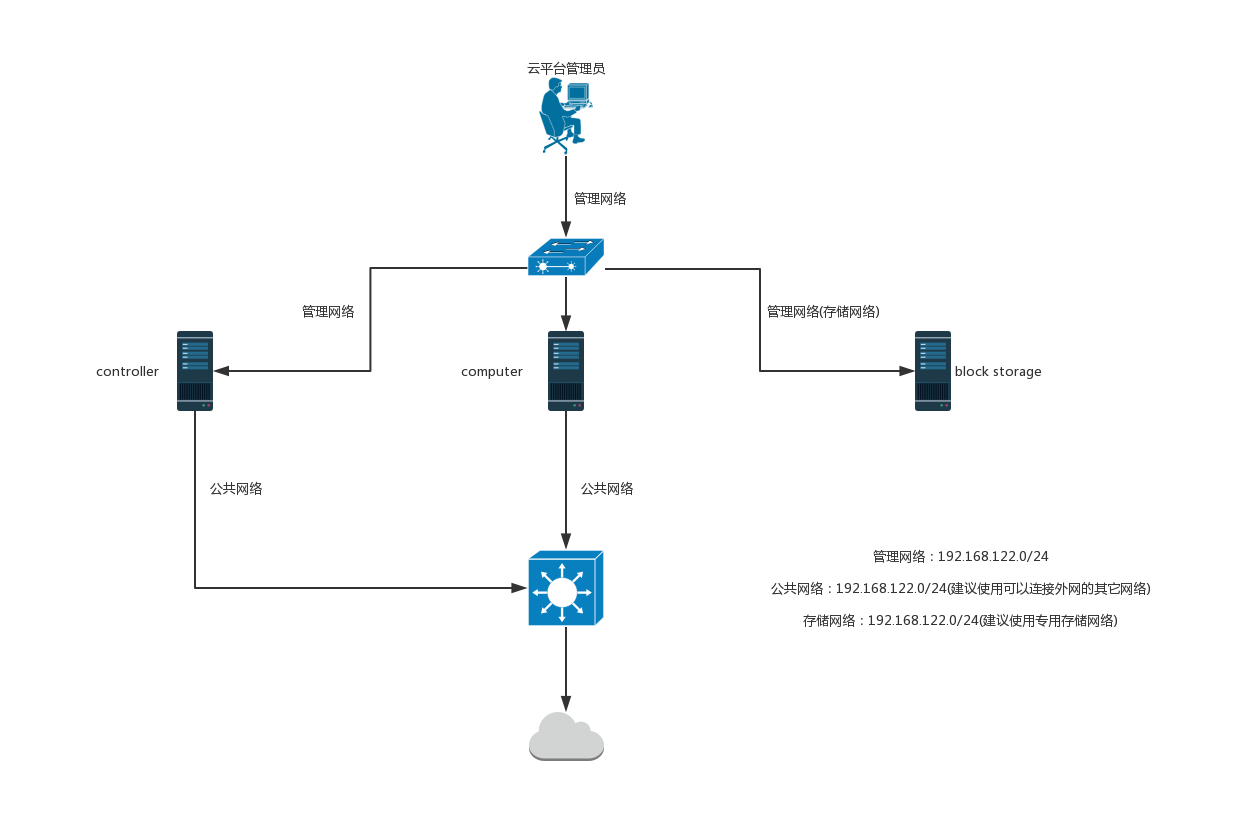 云平台管理员
管理网络
管理网络
管理网络(存储网络)
controller
computer
block storage
公共网络
公共网络
管理网络：192.168.122.0/24
公共网络：192.168.122.0/24(建议使用可以连接外网的其它网络)
存储网络：192.168.122.0/24(建议使用专用存储网络)